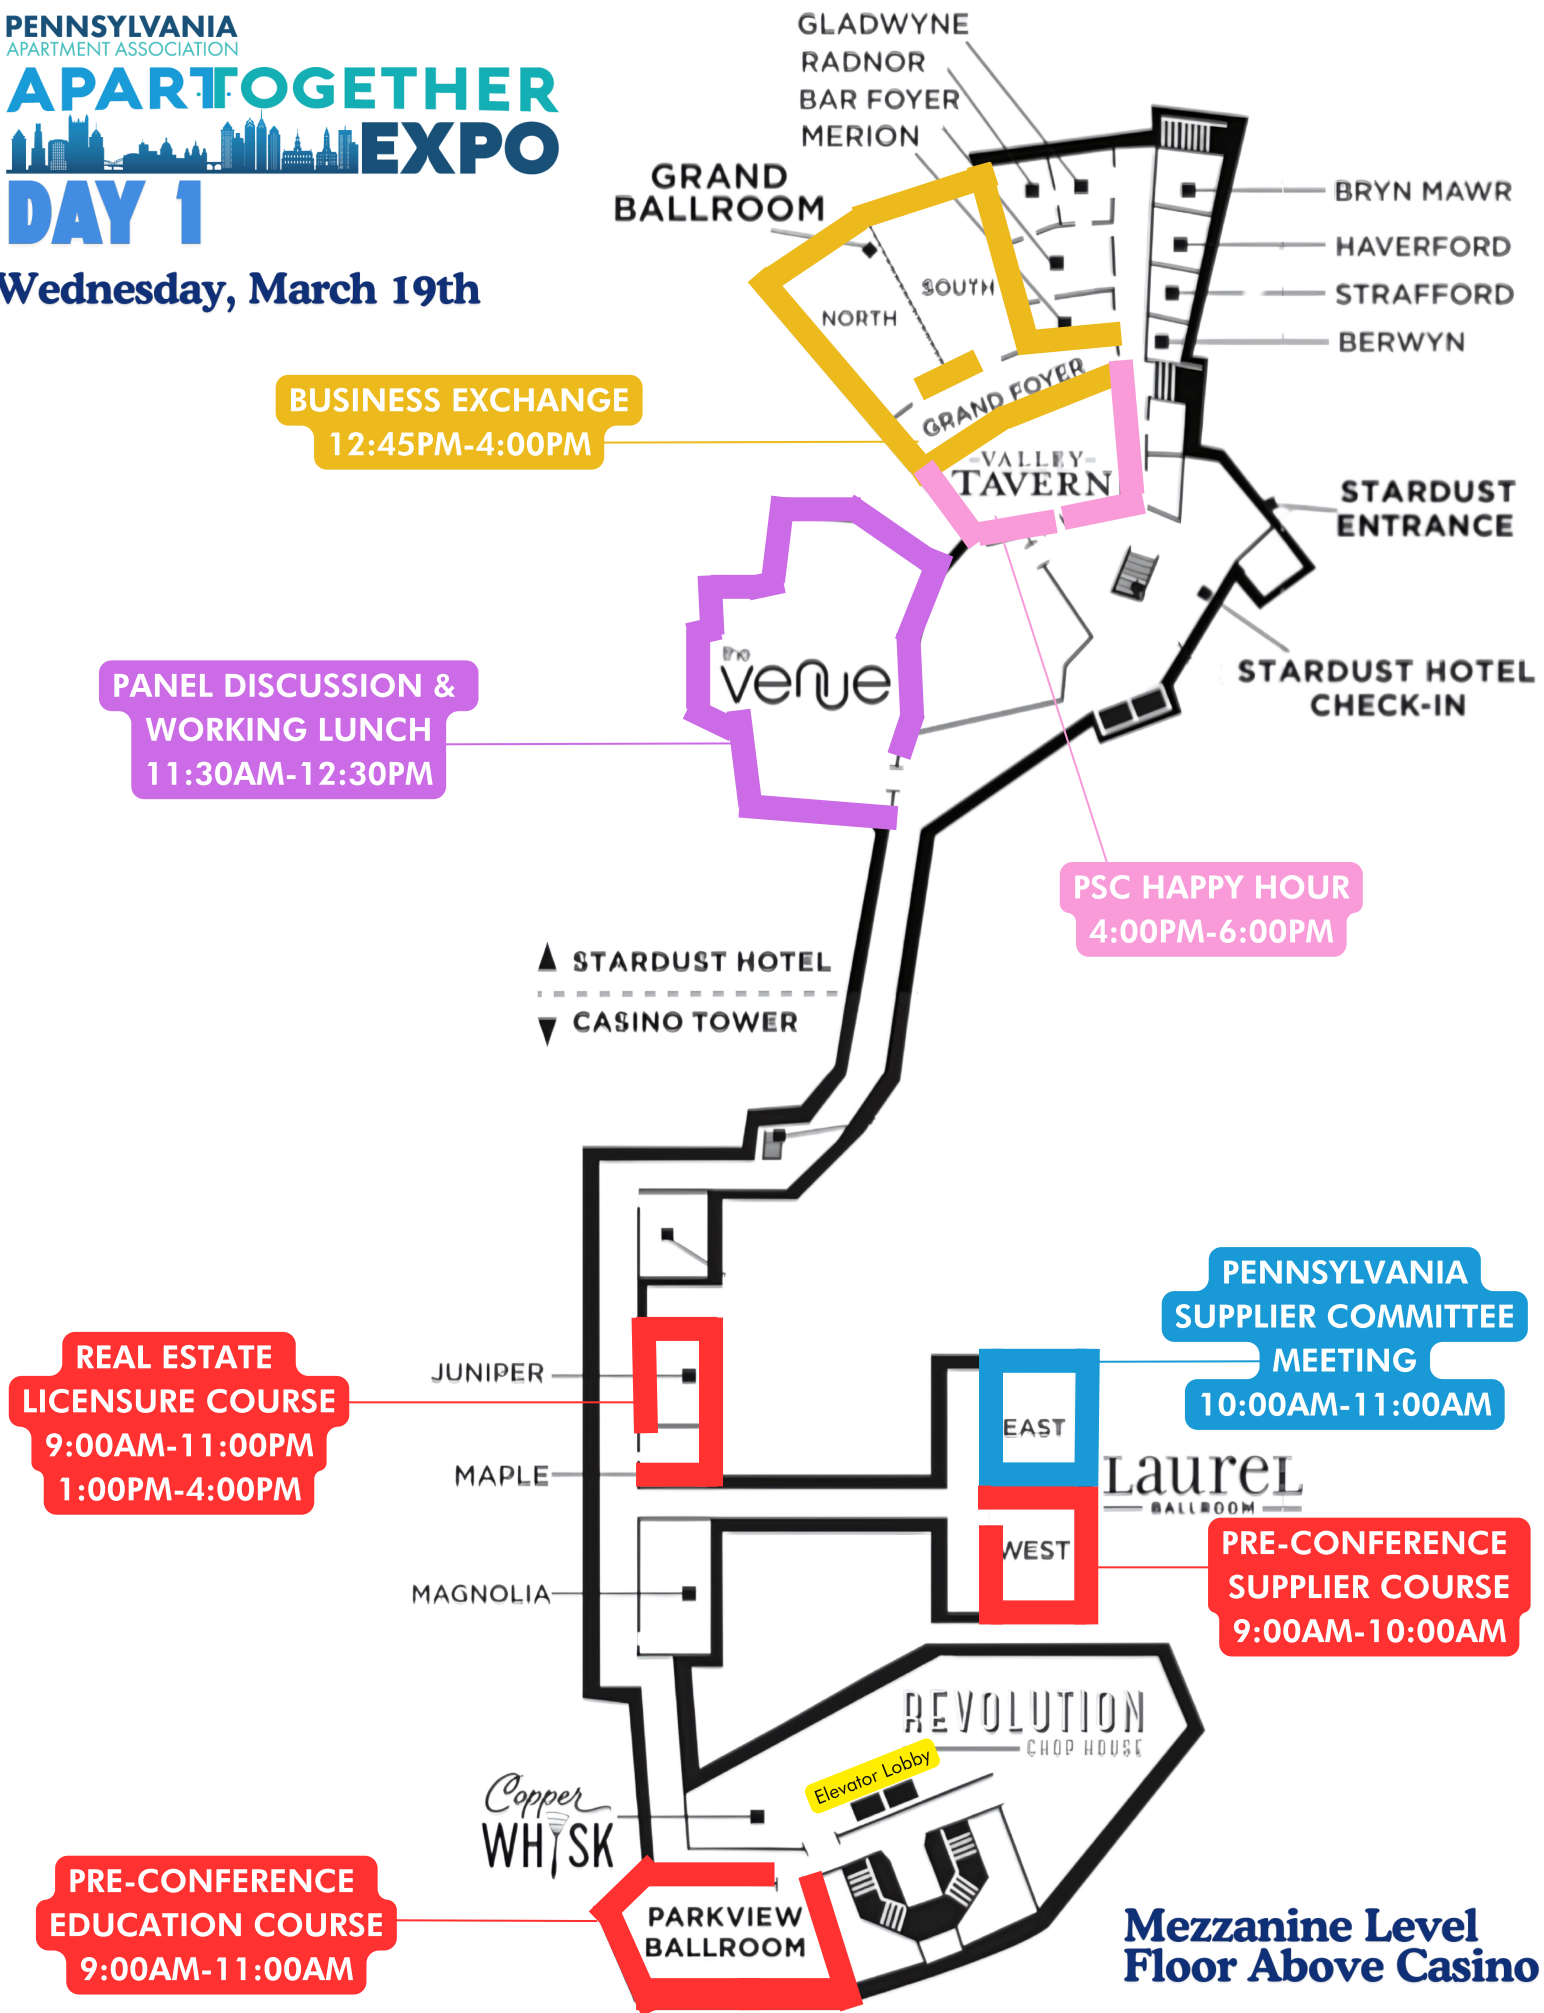 PENNSYLVANIA
APARTMENT ASSOCIATION
APARTTOGETHER
EXPO
DAY 1
Wednesday, March 19th
GLADWYNE
RADNOR
BAR FOYER
MERION
GRAND
BALLROOM
BRYN MAWR
HAVERFORD
STRAFFORD
BERWYN
SOUTH
NORTH
GRAND FOYER
BUSINESS EXCHANGE
12:45PM-4:00PM
VALLEY
TAVERN
STARDUST
ENTRANCE
the
venue
STARDUST HOTEL
CHECK-IN
PANEL DISCUSSION &
WORKING LUNCH
11:30AM-12:30PM
PSC HAPPY HOUR
4:00PM-6:00PM
STARDUST HOTEL
CASINO TOWER
PENNSYLVANIA
SUPPLIER COMMITTEE
MEETING
10:00AM-11:00AM
REAL ESTATE
LICENSURE COURSE
9:00AM-11:00PM
1:00PM-4:00PM
JUNIPER
MAPLE
EAST
LaureL
BALLROOM
WEST
PRE-CONFERENCE
SUPPLIER COURSE
9:00AM-10:00AM
MAGNOLIA
REVOLUTION
CHOP HOUSE
Elevator Lobby
Copper
WHISK
PRE-CONFERENCE
EDUCATION COURSE
9:00AM-11:00AM
PARKVIEW
BALLROOM
Mezzanine Level
Floor Above Casino